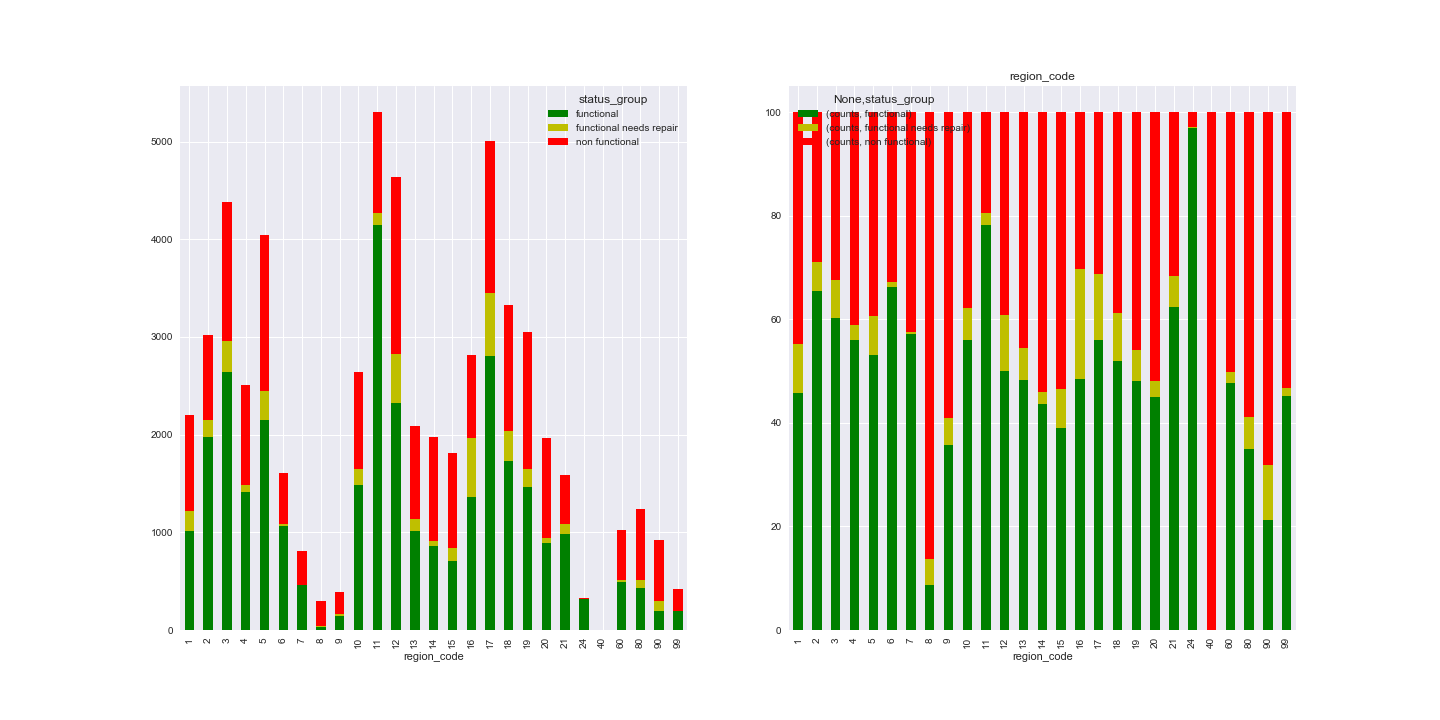 status_group
functional
functional needs repair
non functional
5000
4000
3000
2000
1000
0
1 2 3 4 5 6 7 8 9 10 11 12 13 14 15 16 17 18 19 20 21 24 40 60 80 90 99
region_code
region_code
None,status_group
(counts, functional)
(counts, functional needs repair)
(counts, non functional)
100
80
60
40
20
0
1 2 3 4 5 6 7 8 9 10 11 12 13 14 15 16 17 18 19 20 21 24 40 60 80 90 99
region_code